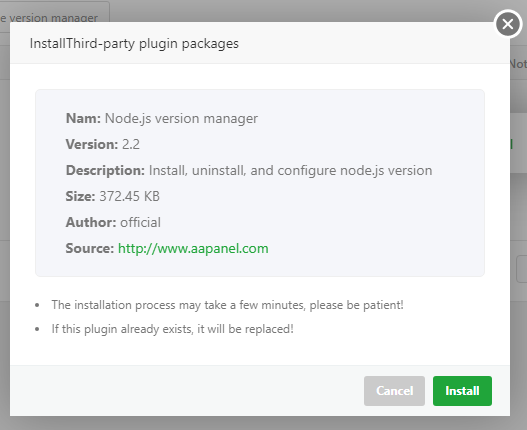 e version manager
InstallThird-party plugin packages
Not
Nam: Node.js version manager
Version: 2.2
Description: Install, uninstall, and configure node.js version
Size: 372.45 KB
Author: official
Source: http://www.aapanel.com
The installation process may take a few minutes, please be patient!
If this plugin already exists, it will be replaced!
Cancel
Install